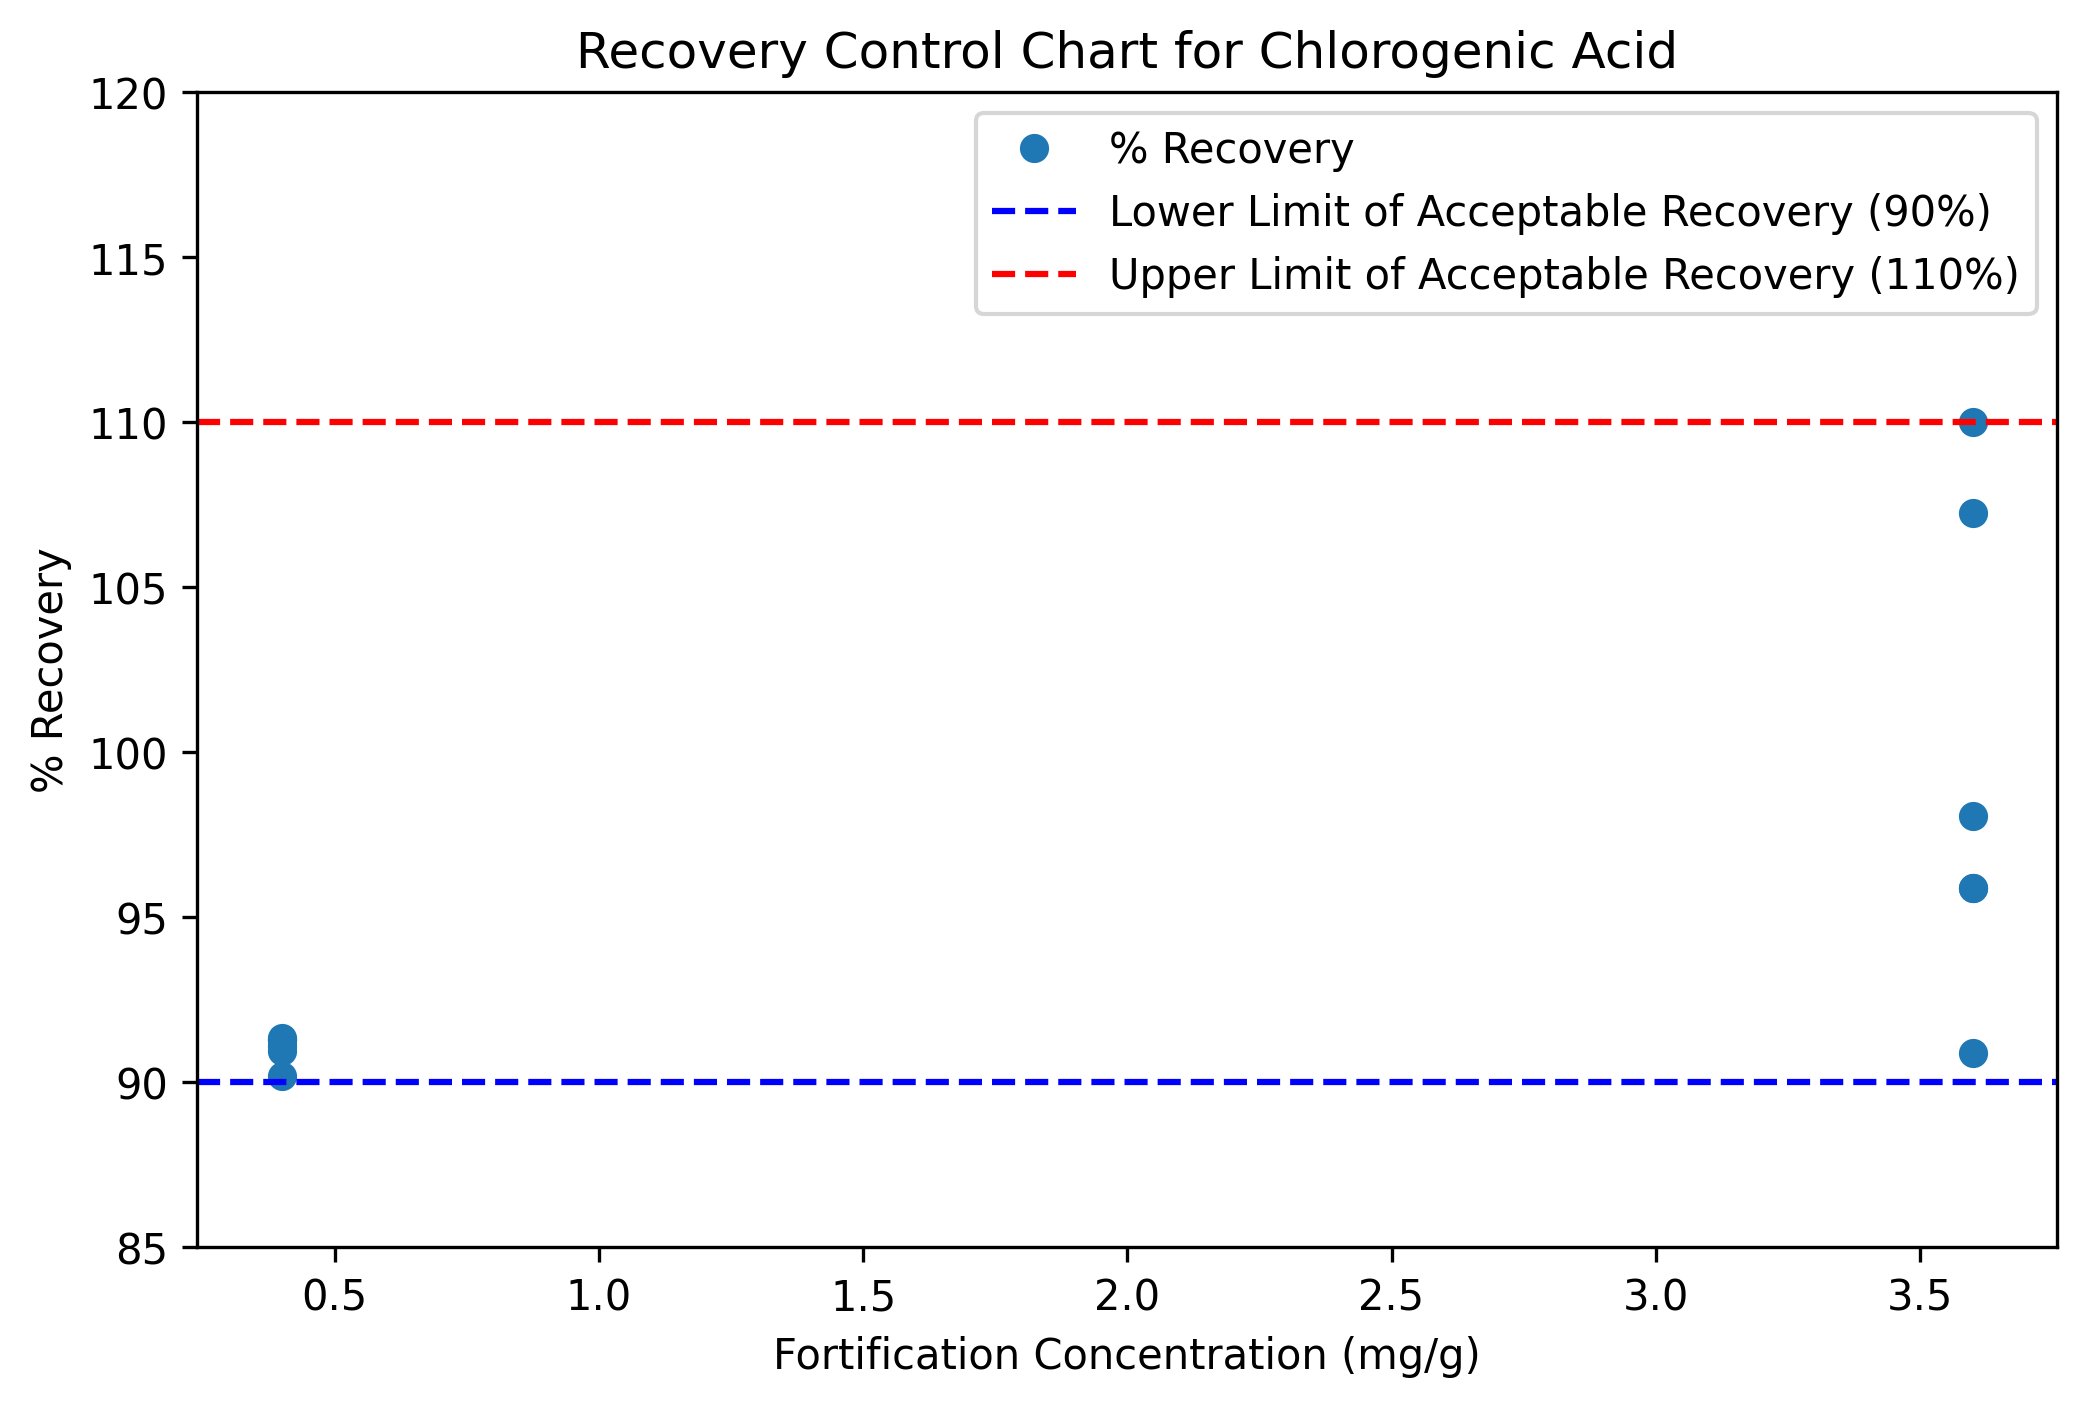 Recovery Control Chart for Chlorogenic Acid
120
115
110
105
100
95
90
85
% Recovery
% Recovery
Lower Limit of Acceptable Recovery (90%)
Upper Limit of Acceptable Recovery (110%)
0.5 1.0 1.5 2.0 2.5 3.0 3.5
Fortification Concentration (mg/g)